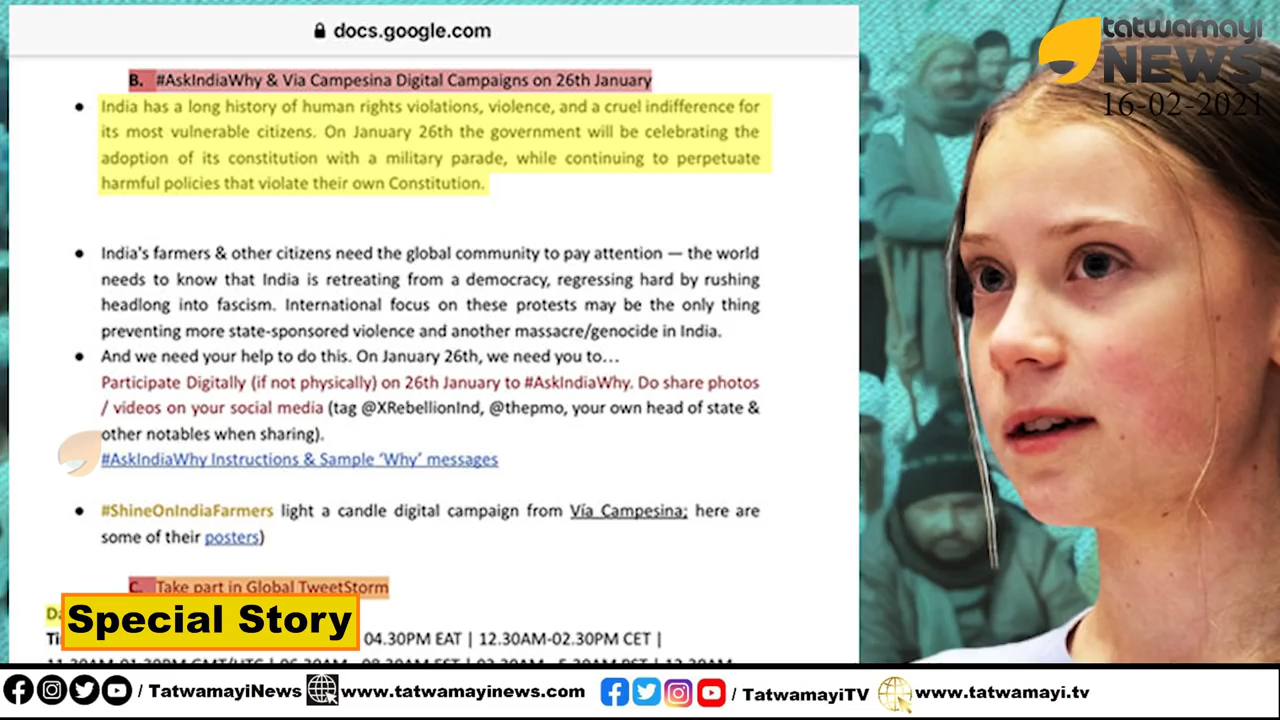 docs.google.com
tatwamayi
NEWS
16-02-2021
B. #AskIndiaWhy & Via Campesina Digital Campaigns on 26th January
• India has a long history of human rights violations, violence, and a cruel indifference for
its most vulnerable citizens. On January 26th the government will be celebrating the
adoption of its constitution with a military parade, while continuing to perpetuate
harmful policies that violate their own Constitution.
• India's farmers & other citizens need the global community to pay attention — the world
needs to know that India is retreating from a democracy, regressing hard by rushing
headlong into fascism. International focus on these protests may be the only thing
preventing more state-sponsored violence and another massacre/genocide in India.
• And we need your help to do this. On January 26th, we need you to...
Participate Digitally (if not physically) on 26th January to #AskIndiaWhy. Do share photos
/ videos on your social media (tag @XRebellionInd, @thepmo, your own head of state &
other notables when sharing).
#AskIndiaWhy Instructions & Sample 'Why' messages
• #ShineOnIndiaFarmers light a candle digital campaign from Vía Campesina; here are
some of their posters)
C. Take part in Global TweetStorm
Special Story
04.30PM EAT | 12.30AM-02.30PM CET |
/ TatwamayiNews www.tatwamayinews.com / TatwamayiTV www.tatwamayi.tv